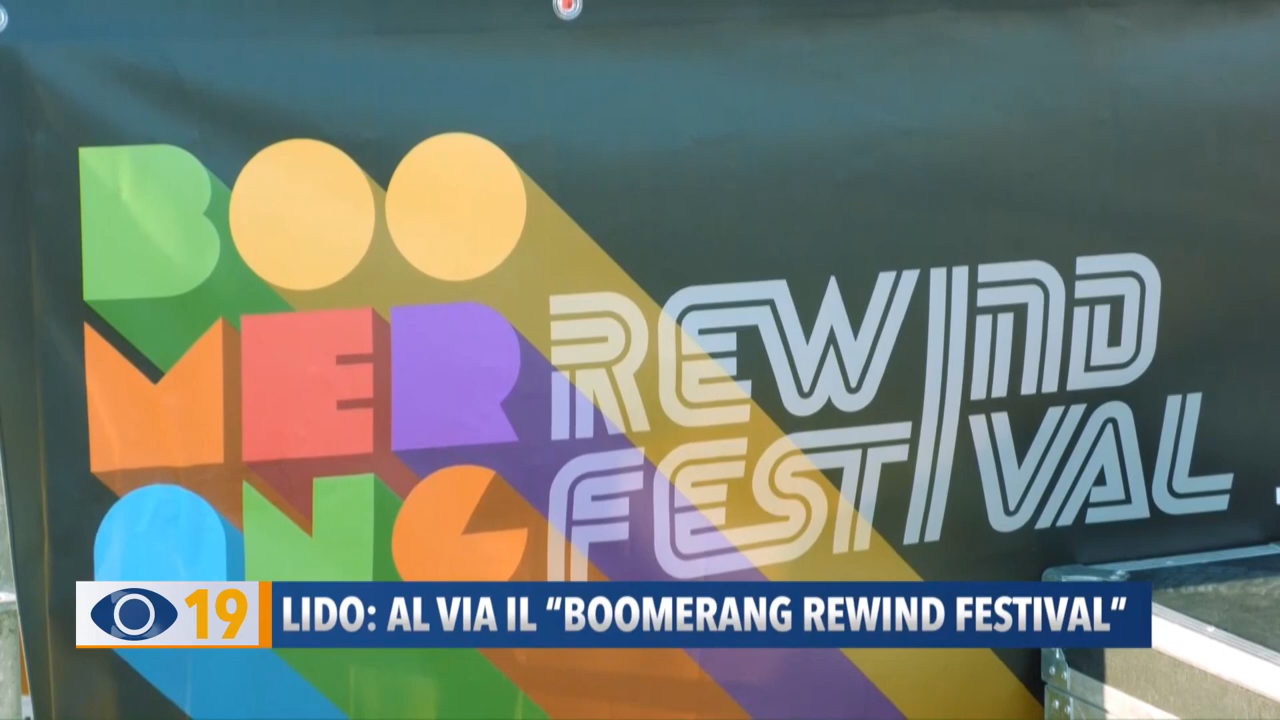 BOO
MER
ANG
REWIND
FESTIVAL
19
LIDO: AL VIA IL “BOOMERANG REWIND FESTIVAL”